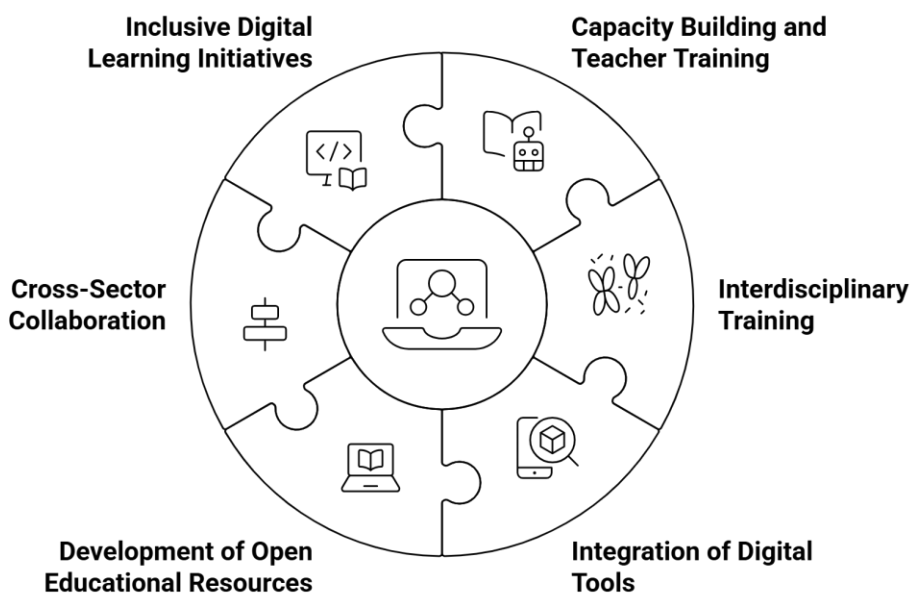 Inclusive Digital
Learning Initiatives
Capacity Building and
Teacher Training
Cross-Sector
Collaboration
Interdisciplinary
Training
Development of Open
Educational Resources
Integration of Digital
Tools